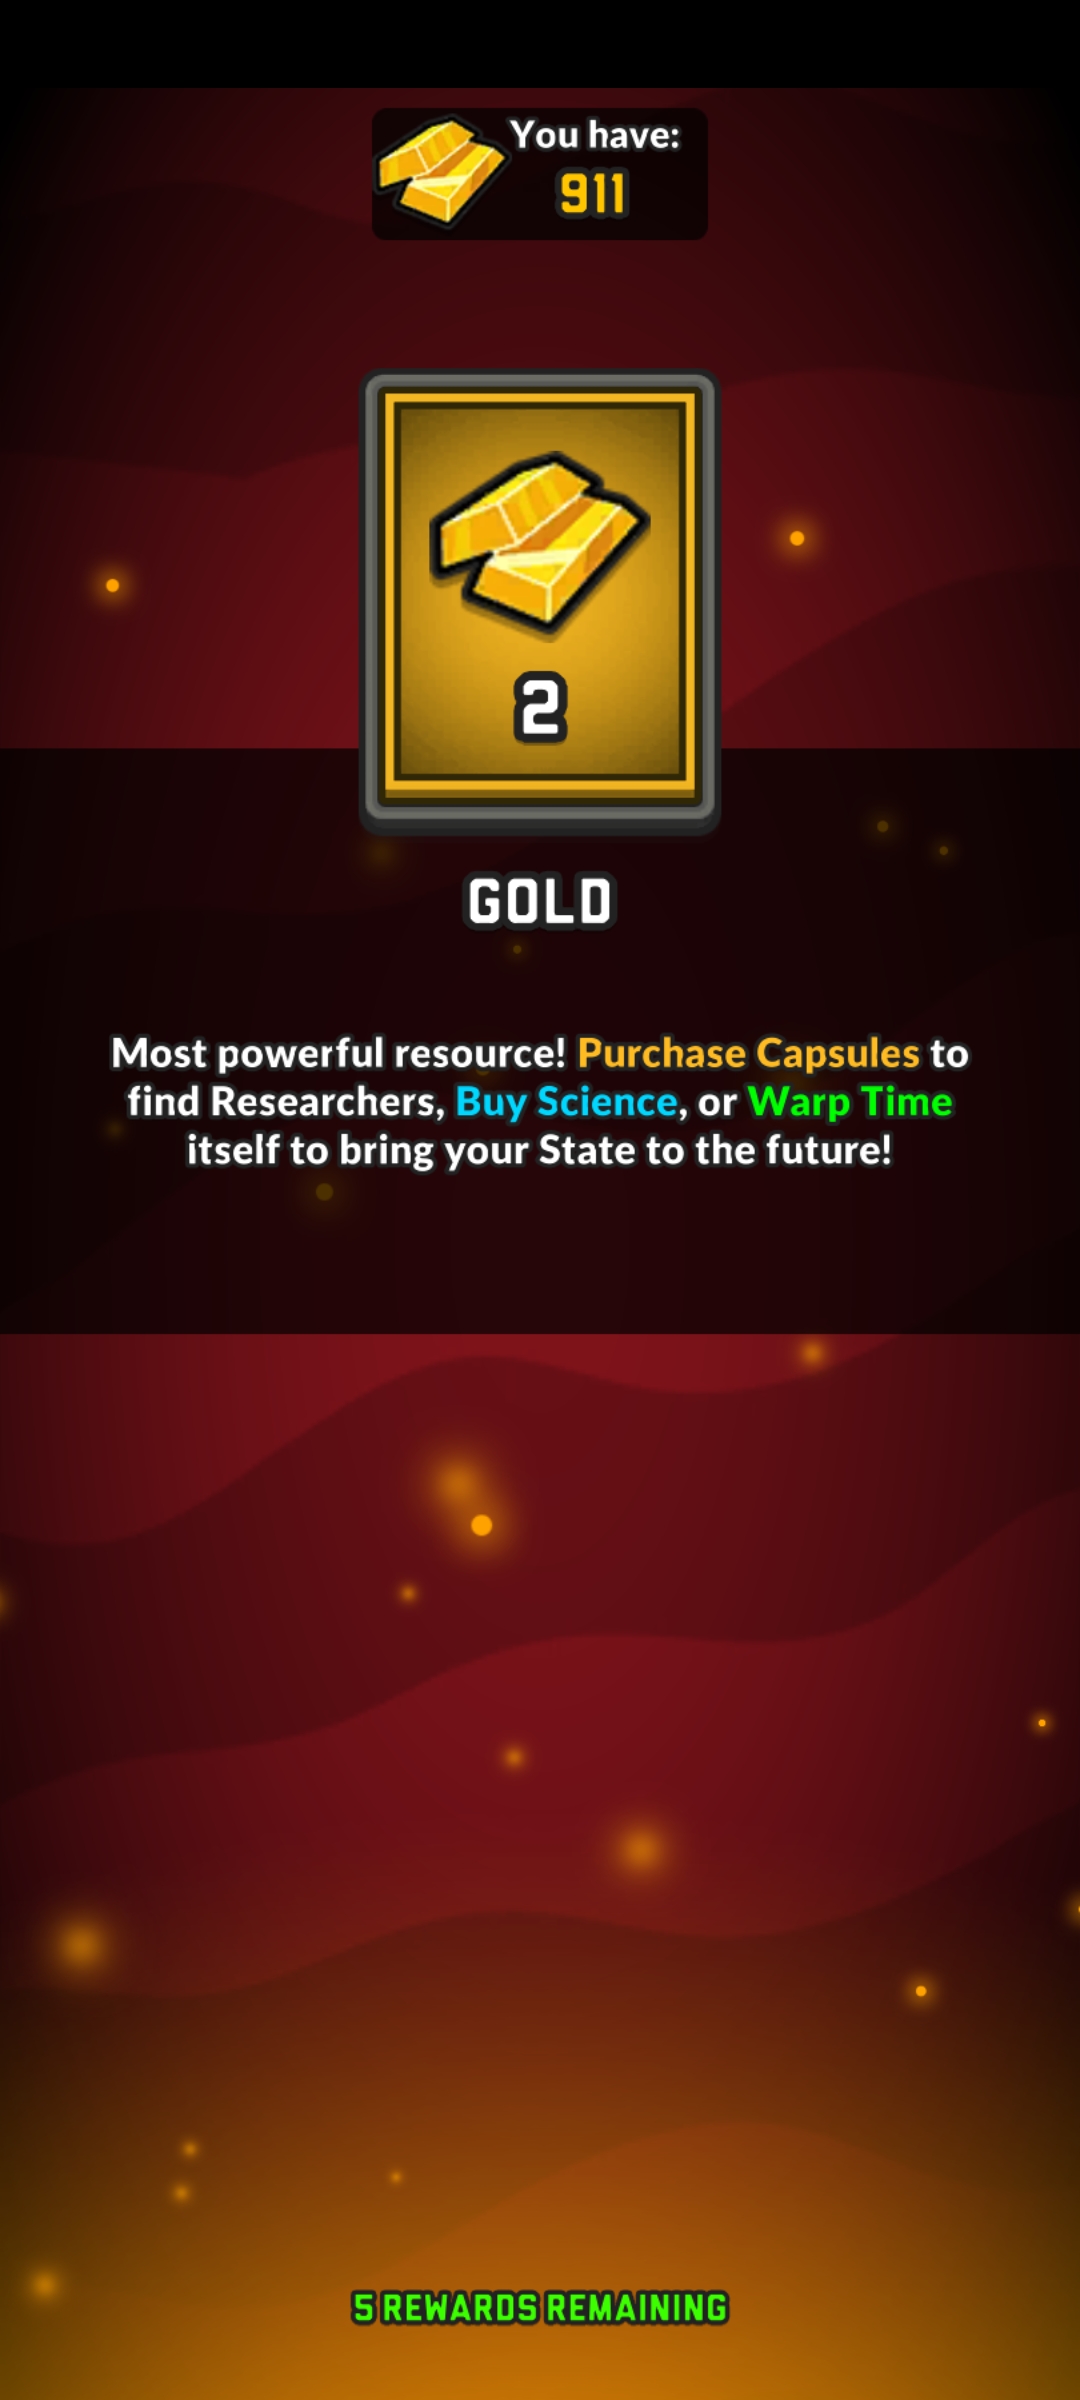 You have:
911
2
GOLD
Most powerful resource! Purchase Capsules to
find Researchers, Buy Science, or Warp Time
itself to bring your State to the future!
5 REWARDS REMAINING